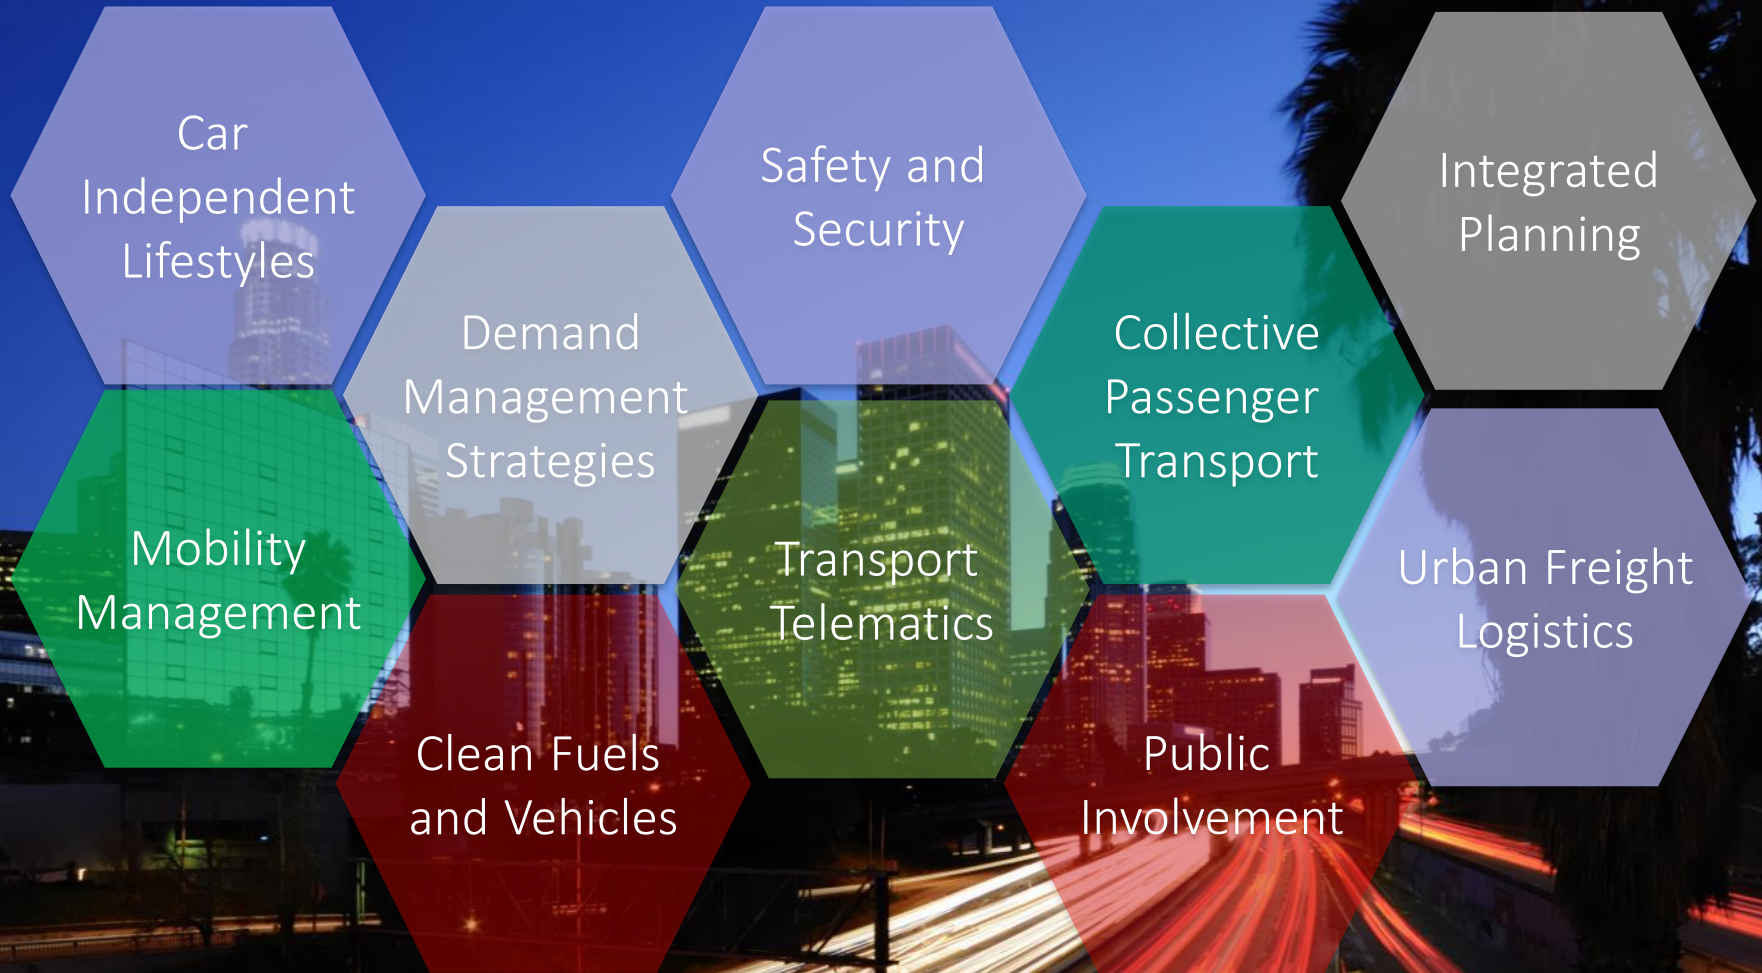 Car
Independent
Lifestyles
Safety and
Security
Integrated
Planning
Demand
Management
Strategies
Collective
Passenger
Transport
Mobility
Management
Transport
Telematics
Urban Freight
Logistics
Clean Fuels
and Vehicles
Public
Involvement